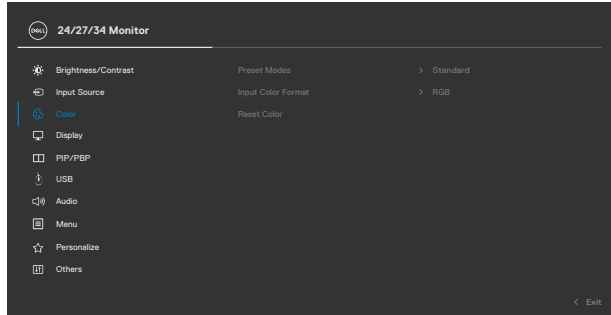 DELL 24/27/34 Monitor
Brightness/Contrast Preset Modes > Standard
Input Source Input Color Format > RGB
Color Reset Color
Display
PIP/PBP
USB
Audio
Menu
Personalize
Others
< Exit